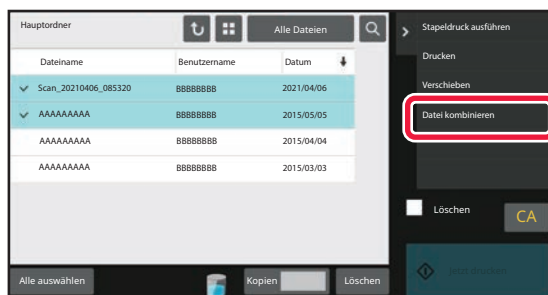 Hauptordner
Alle Dateien
Dateiname Benutzername Datum
Scan_20210406_085320 BBBBBBBB 2021/04/06
AAAAAAAAA BBBBBBBB 2015/05/05
AAAAAAAAA BBBBBBBB 2015/04/04
AAAAAAAAA BBBBBBBB 2015/03/03
Alle auswählen Kopien Löschen
Stapeldruck ausführen
Drucken
Verschieben
Datei kombinieren
Löschen
CA
Jetzt drucken